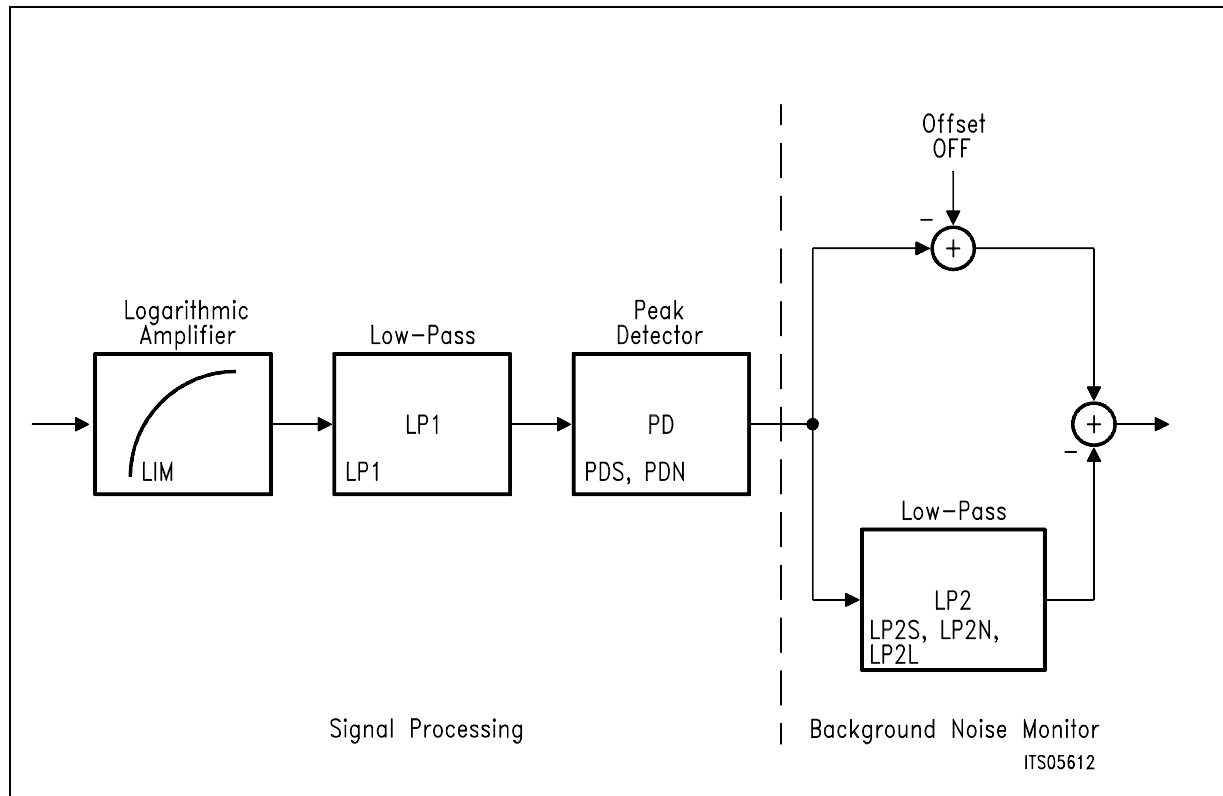 Offset
OFF
-
+
Logarithmic
Amplifier
Low-Pass
Peak
Detector
LIM
LP1
LP1
PD
PDS, PDN
+
-
Low-Pass
LP2
LP2S, LP2N,
LP2L
Signal Processing
Background Noise Monitor
ITS05612